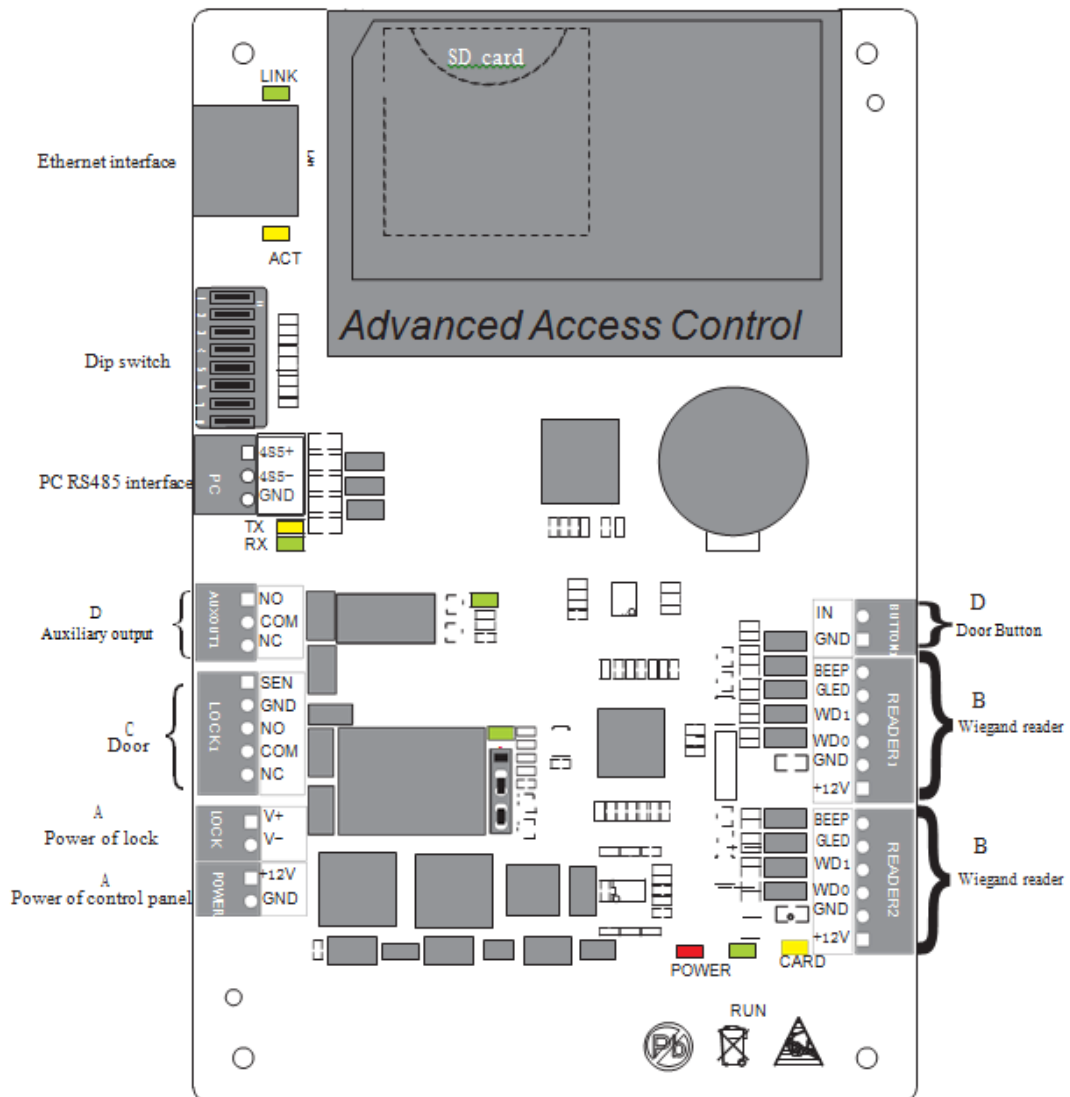 SD card
LINK
Ethernet interface
LAN
ACT
Advanced Access Control
Dip switch
PC RS485 interface
PC
485+
485-
GND
TX
RX
D
Auxiliary output
AUXOUT1
NO
COM
NC
C
Door
LOCK1
SEN
GND
NO
COM
NC
A
Power of lock
LOCK
V+
V-
A
Power of control panel
POWER
+12V
GND
IN
GND
D
Door Button
BEEP
GLED
WD1
WD0
GND
+12V
READER1
B
Wiegand reader
BEEP
GLED
WD1
WD0
GND
+12V
READER2
B
Wiegand reader
POWER
CARD
RUN
Pb